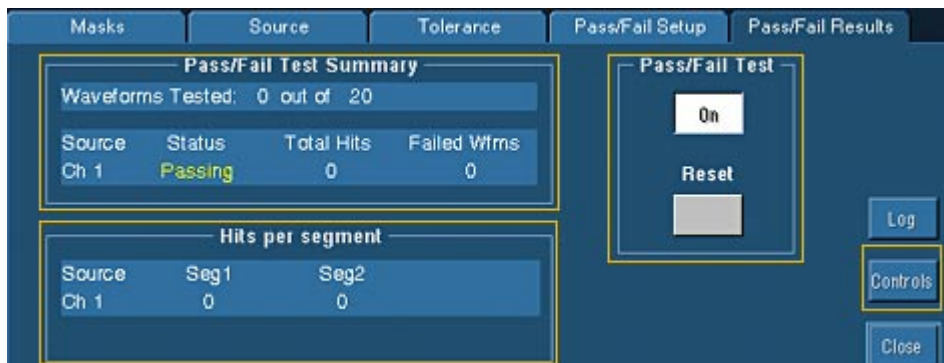 Masks Source Tolerance Pass/Fail Setup Pass/Fail Results
Pass/Fail Test Summary
Waveforms Tested: 0 out of 20
Source Status Total Hits Failed Wfms
Ch 1 Passing 0 0
Hits per segment
Source Seg1 Seg2
Ch 1 0 0
Pass/Fail Test
On
Reset
Log
Controls
Close